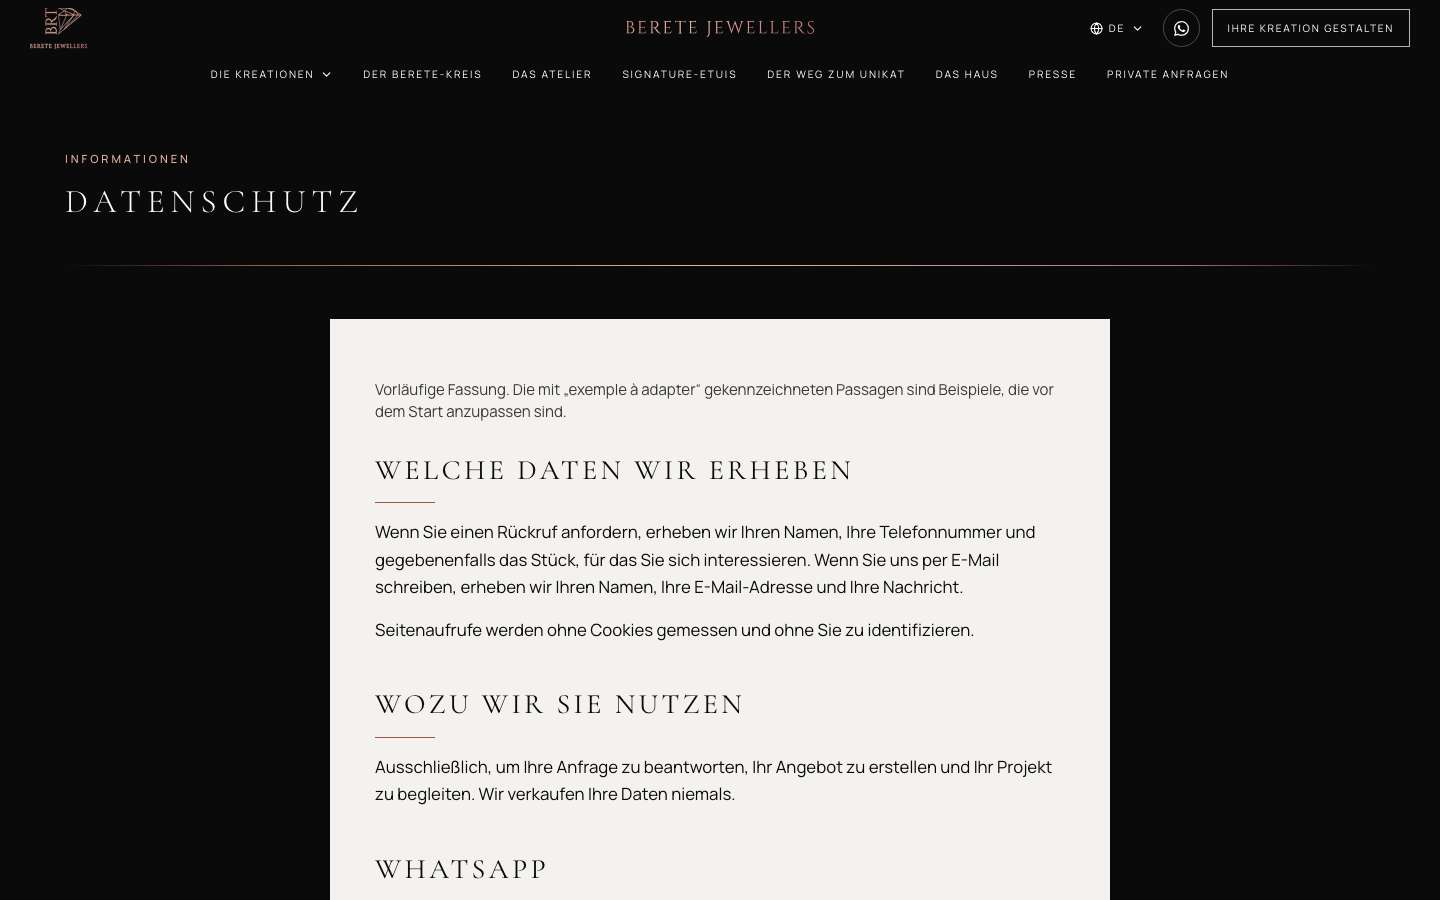 BRT
BERETE JEWELLERS
BERETE JEWELLERS
DE
IHRE KREATION GESTALTEN
DIE KREATIONEN
DER BERETE-KREIS
DAS ATELIER
SIGNATURE-ETUIS
DER WEG ZUM UNIKAT
DAS HAUS
PRESSE
PRIVATE ANFRAGEN
INFORMATIONEN
DATENSCHUTZ
Vorläufige Fassung. Die mit „exemple à adapter“ gekennzeichneten Passagen sind Beispiele, die vor
dem Start anzupassen sind.
WELCHE DATEN WIR ERHEBEN
Wenn Sie einen Rückruf anfordern, erheben wir Ihren Namen, Ihre Telefonnummer und
gegebenenfalls das Stück, für das Sie sich interessieren. Wenn Sie uns per E-Mail
schreiben, erheben wir Ihren Namen, Ihre E-Mail-Adresse und Ihre Nachricht.
Seitenaufrufe werden ohne Cookies gemessen und ohne Sie zu identifizieren.
WOZU WIR SIE NUTZEN
Ausschließlich, um Ihre Anfrage zu beantworten, Ihr Angebot zu erstellen und Ihr Projekt
zu begleiten. Wir verkaufen Ihre Daten niemals.
WHATSAPP